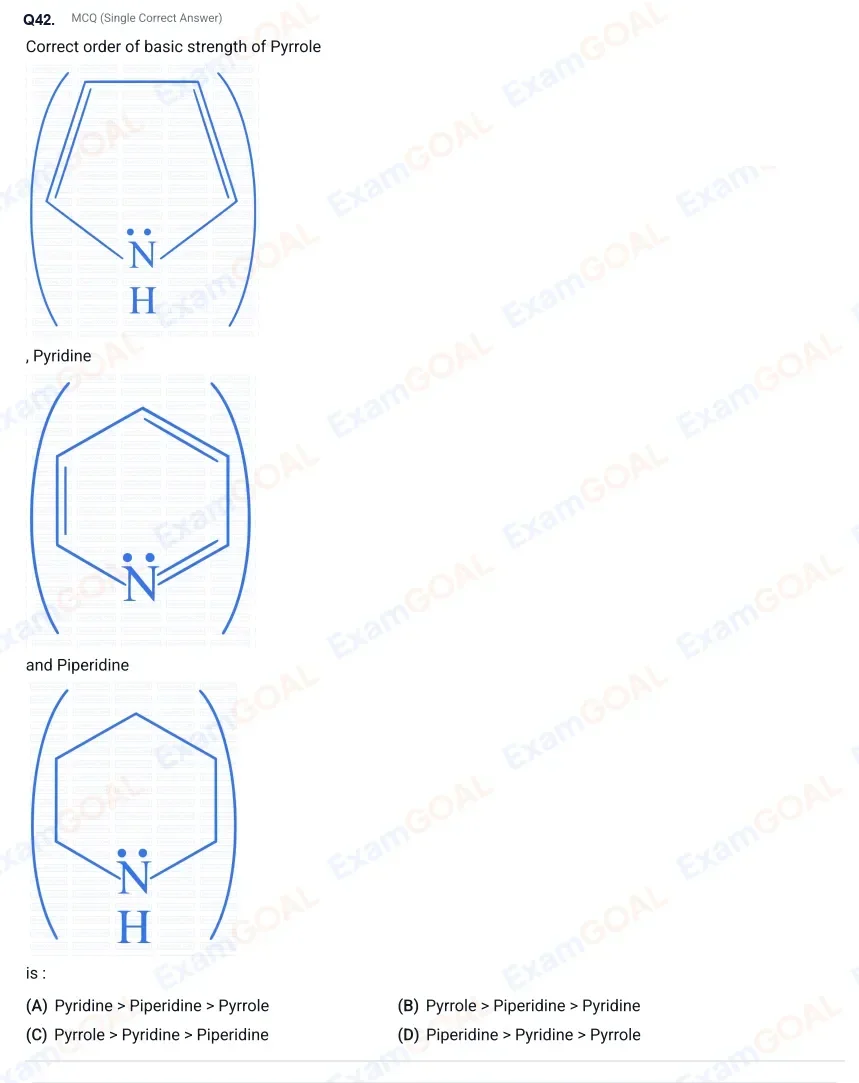 Q42. MCQ (Single Correct Answer)
Correct order of basic strength of Pyrrole
N
H
, Pyridine
N
and Piperidine
N
H
is :
(A) Pyridine > Piperidine > Pyrrole (B) Pyrrole > Piperidine > Pyridine
(C) Pyrrole > Pyridine > Piperidine (D) Piperidine > Pyridine > Pyrrole
ExamGOAL